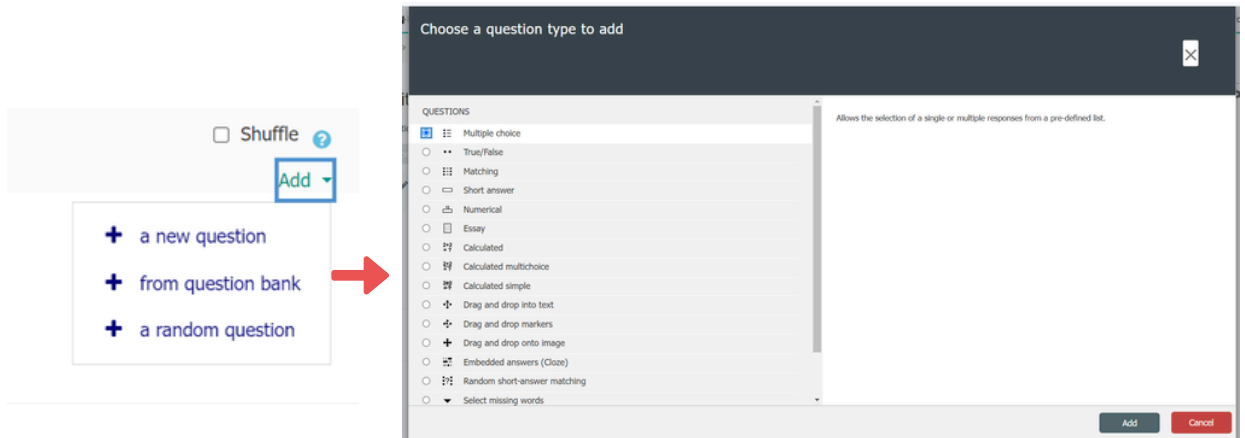 Shuffle
Add
a new question
from question bank
a random question
Choose a question type to add
QUESTIONS
Multiple choice
True/False
Matching
Short answer
Numerical
Essay
Calculated
Calculated multichoice
Calculated simple
Drag and drop into text
Drag and drop markers
Drag and drop onto image
Embedded answers (Cloze)
Random short-answer matching
Select missing words
Allows the selection of a single or multiple responses from a pre-defined list.
Add
Cancel